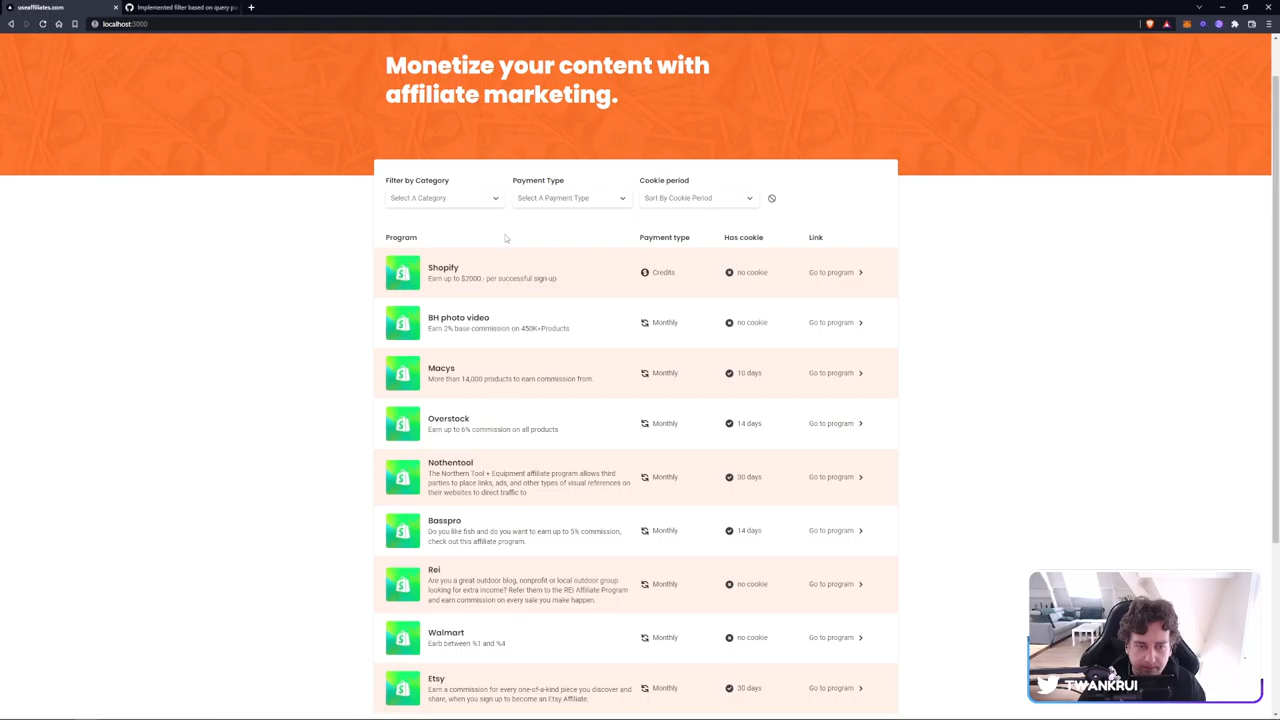 useaffiliates.com
Implemented filter based on query pa
localhost:3000
Monetize your content with
affiliate marketing.
Filter by Category
Payment Type
Cookie period
Select A Category
Select A Payment Type
Sort By Cookie Period
Program
Payment type
Has cookie
Link
Shopify
Earn up to $2000.- per successful sign-up
Credits
no cookie
Go to program
BH photo video
Earn 2% base commission on 450K+Products
Monthly
no cookie
Go to program
Macys
More than 14,000 products to earn commission from.
Monthly
10 days
Go to program
Overstock
Earn up to 6% commission on all products
Monthly
14 days
Go to program
Nothentool
The Northern Tool + Equipment affiliate program allows third
parties to place links, ads, and other types of visual references on
their websites to direct traffic to
Monthly
30 days
Go to program
Basspro
Do you like fish and do you want to earn up to 5% commission,
check out this affiliate program.
Monthly
14 days
Go to program
Rei
Are you a great outdoor blog, nonprofit or local outdoor group
looking for extra income? Refer them to the REI Affiliate Program
and earn commission on every sale you make happen.
Monthly
no cookie
Go to program
Walmart
Earb between %1 and %4
Monthly
no cookie
Go to program
Etsy
Earn a commission for every one-of-a-kind piece you discover and
share, when you sign up to become an Etsy Affiliate.
Monthly
30 days
Go to program
TWANKRUI